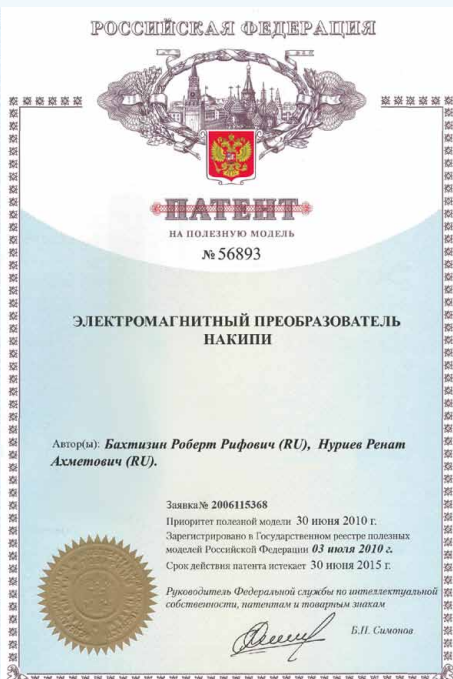 РОССИЙСКАЯ ФЕДЕРАЦИЯ
ПАТЕНТ
НА ПОЛЕЗНУЮ МОДЕЛЬ
№ 56893
ЭЛЕКТРОМАГНИТНЫЙ ПРЕОБРАЗОВАТЕЛЬ
НАКИПИ
Автор(ы): Бахтизин Роберт Рифович (RU), Нуриев Ренат
Ахметович (RU).
Заявка№ 2006115368
Приоритет полезной модели 30 июня 2010 г.
Зарегистрировано в Государственном реестре полезных
моделей Российской Федерации 03 июля 2010 г.
Срок действия патента истекает 30 июня 2015 г.
Руководитель Федеральной службы по интеллектуальной
собственности, патентам и товарным знакам
Б.П. Симонов